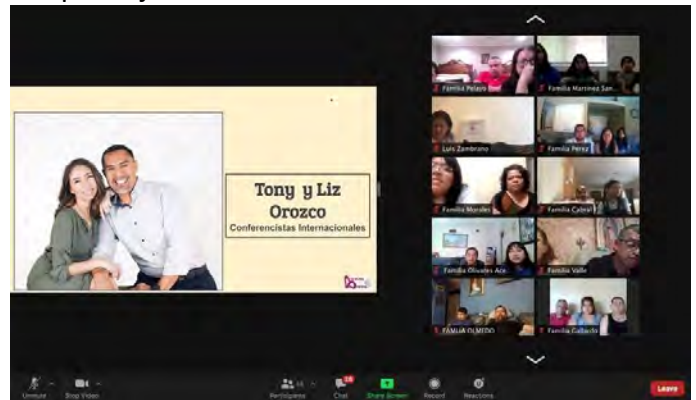 Tony y Liz
Orozco
Conferencistas Internacionales
Familia Pelayo
Familia Martinez San...
Luis Zambrano
Familia Perez
Familia Morales
Familia Cabral
Familia Olivares Ace...
Familia Valle
FAMILIA OLMEDO
Familia Gallardo
Unmute
Stop Video
Participants
Chat
Share Screen
Record
Reactions
Leave